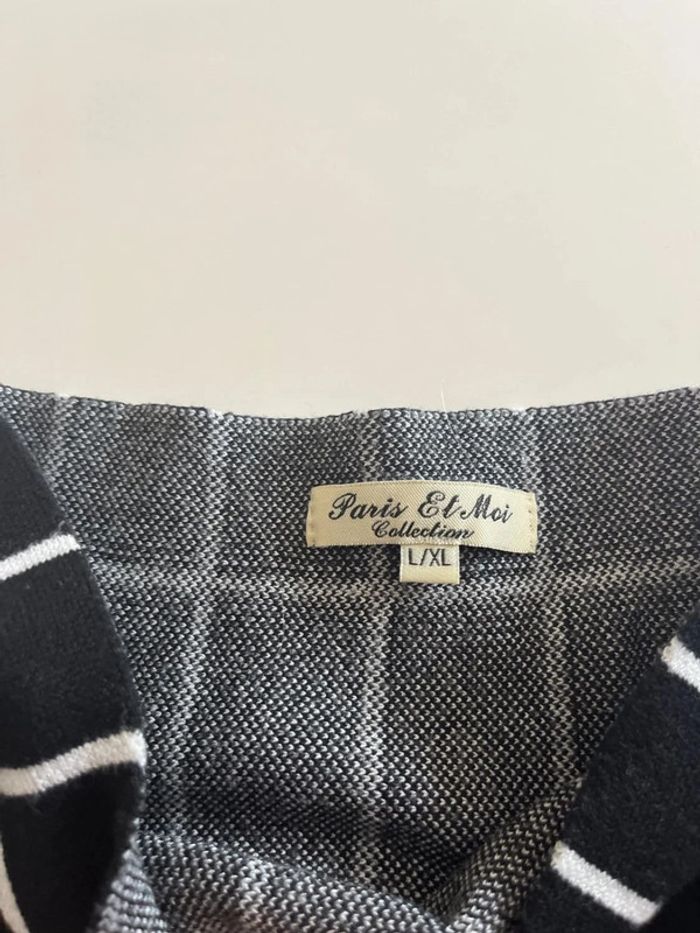 Paris Et Moi
Collection
L/XL